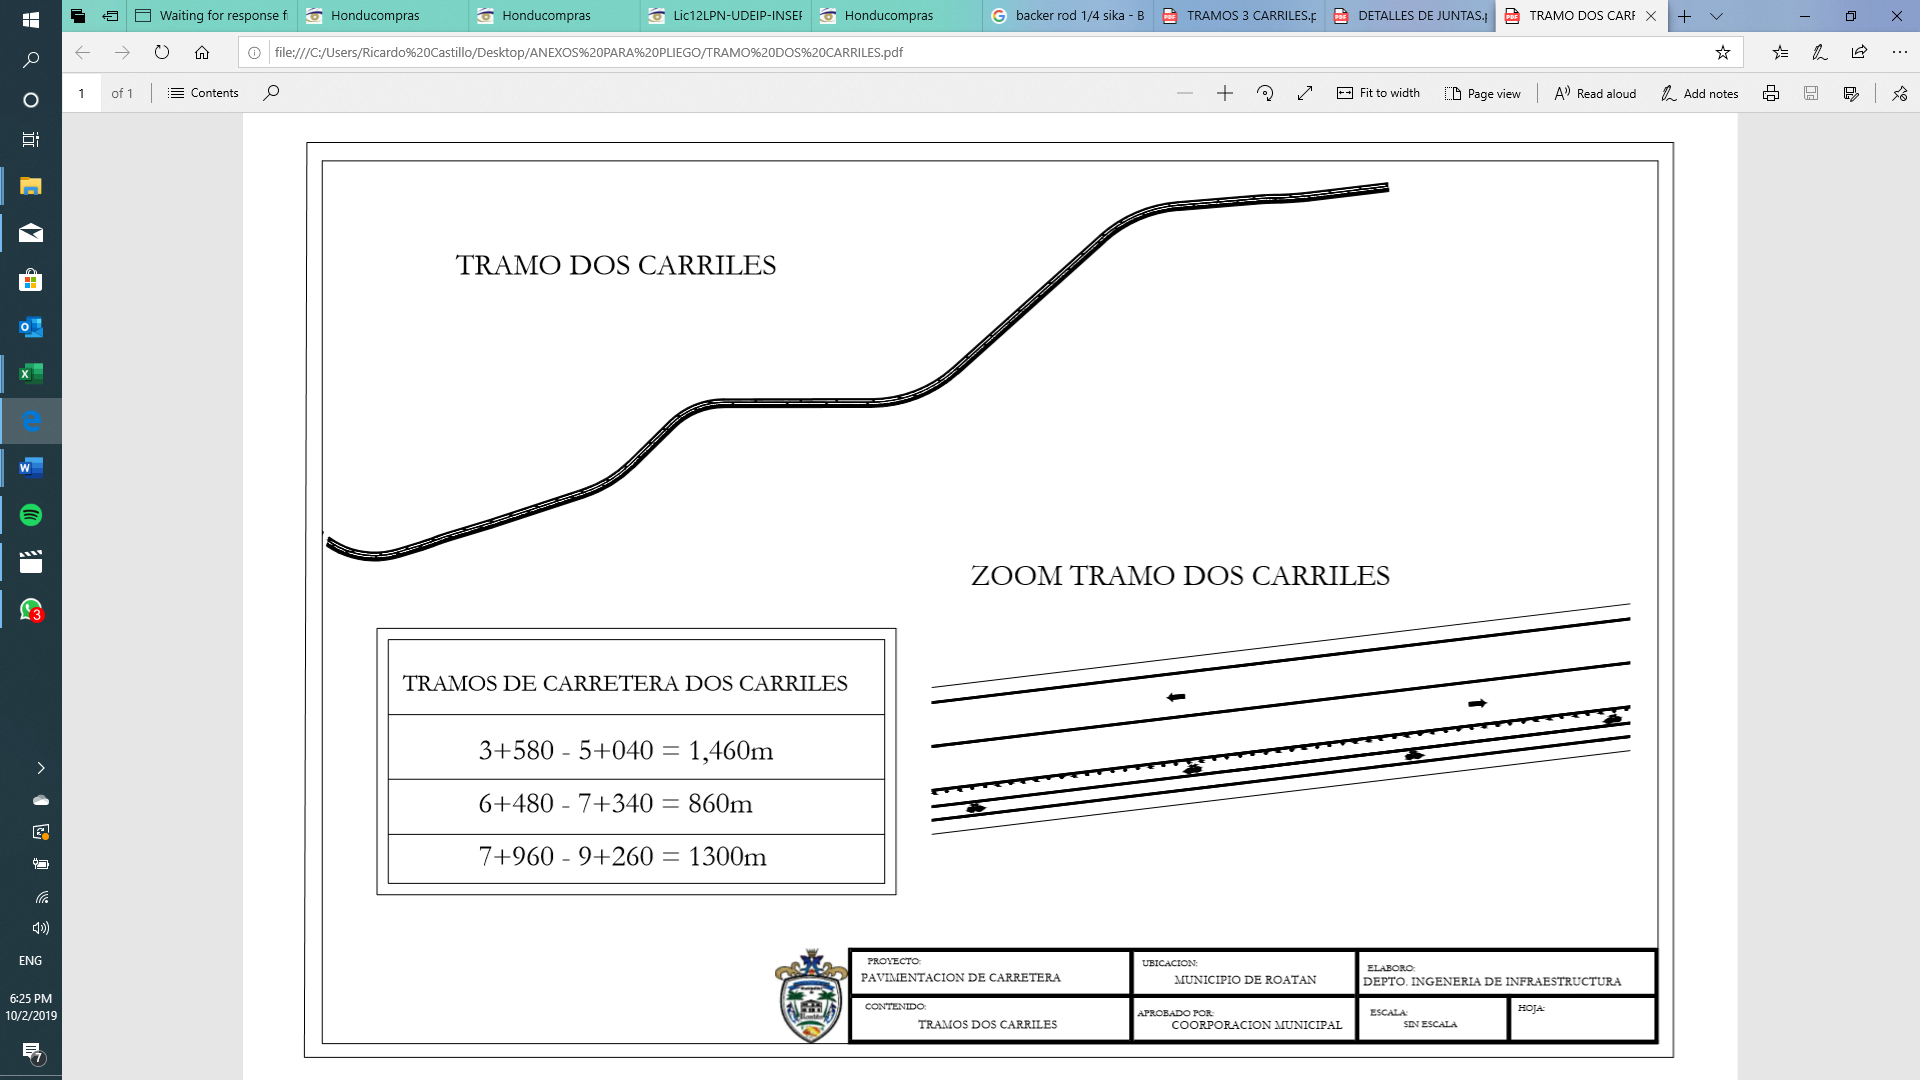 Waiting for response f
Honducompras
Honducompras
Lic12LPN-UDEIP-INSEP
Honducompras
backer rod 1/4 sika - B
TRAMOS 3 CARRILES.p
DETALLES DE JUNTAS.p
TRAMO DOS CARR
file:///C:/Users/Ricardo%20Castillo/Desktop/ANEXOS%20PARA%20PLIEGO/TRAMO%20DOS%20CARRILES.pdf
1 of 1
Contents
Fit to width
Page view
Read aloud
Add notes
TRAMO DOS CARRILES
ZOOM TRAMO DOS CARRILES
TRAMOS DE CARRETERA DOS CARRILES
3+580 - 5+040 = 1,460m
6+480 - 7+340 = 860m
7+960 - 9+260 = 1300m
PROYECTO:
PAVIMENTACION DE CARRETERA
UBICACION:
MUNICIPIO DE ROATAN
ELABORO:
DEPTO. INGENERIA DE INFRAESTRUCTURA
CONTENIDO:
TRAMOS DOS CARRILES
APROBADO POR:
COORPORACION MUNICIPAL
ESCALA:
SIN ESCALA
HOJA:
3
ENG
6:25 PM
10/2/2019
7